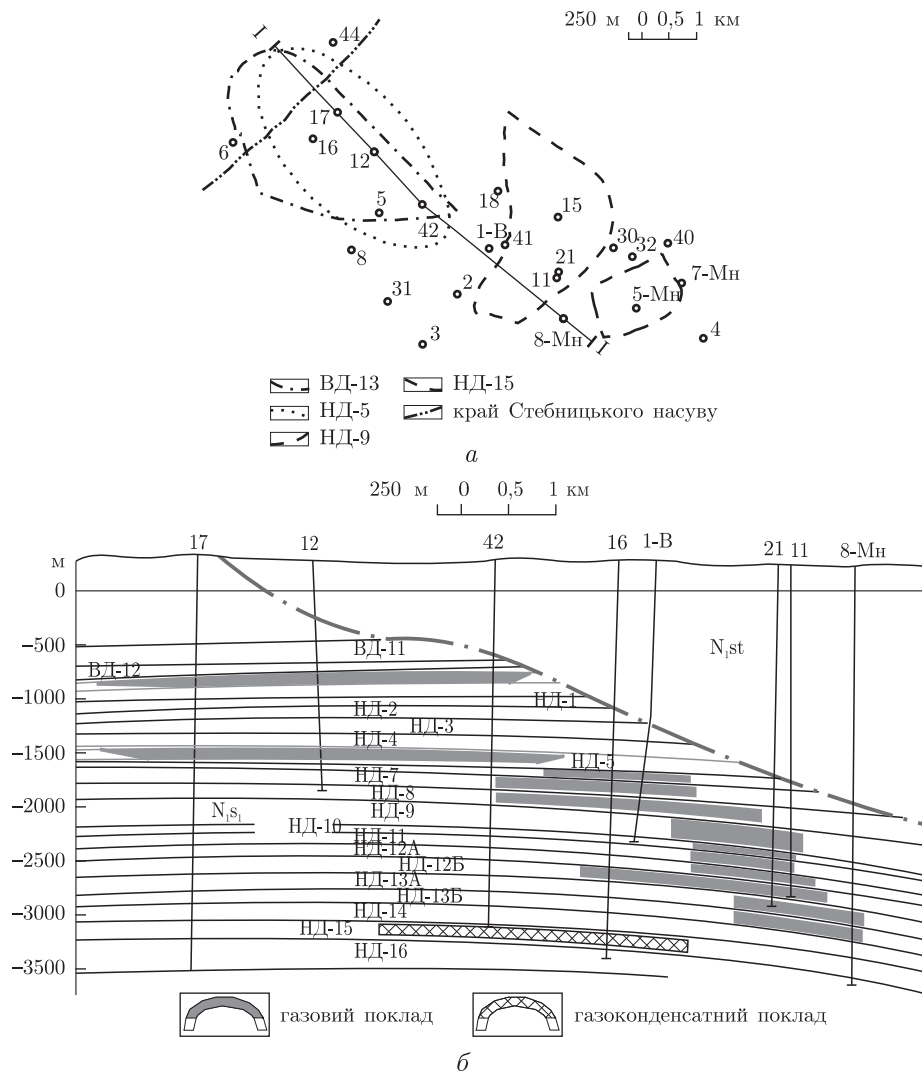 I
44
250 м 0 1 км
17
6
16
12
5
18
15
42
1-В
41
30
32
40
8
21
11
7-Мн
31
2
5-Мн
3
8-Мн
I
4
ВД-13 НД-15
НД-5 край Стебницького насуву
НД-9
а
250 м 0 0,5 1 км
17 12 42 16 1-В 21 11 8-Мн
м
0
−500
ВД-11
N₁st
ВД-12
−1000
НД-1
НД-2
НД-3
НД-4
−1500
НД-5
НД-7
НД-8
−2000
НД-9
N₁s₁
НД-10
НД-11
НД-12А
−2500
НД-12Б
НД-13А
НД-13Б
−3000
НД-14
НД-15
НД-16
−3500
газовий поклад газоконденсатний поклад
б